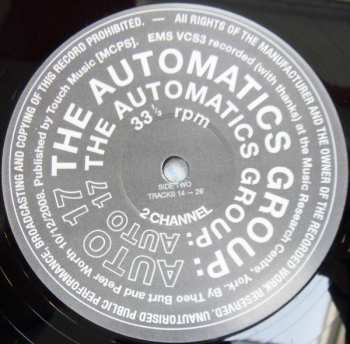 — ALL RIGHTS OF THE MANUFACTURER AND THE OWNER OF THE RECORDED WORK RESERVED. UNAUTORISED PUBLIC PERFORMANCE, BROADCASTING AND COPYING OF THIS RECORD PROHIBITED.
EMS VCS3 recorded (with thanks) at the Music Research Centre, York. By Theo Burt and Peter Worth 10/12/2008. Published by Touch Music [MCPS].
THE AUTOMATICS GROUP: AUTO 17
THE AUTOMATICS GROUP: AUTO 17
33⅓ rpm
SIDE TWO
TRACKS 14 — 26
2 CHANNEL